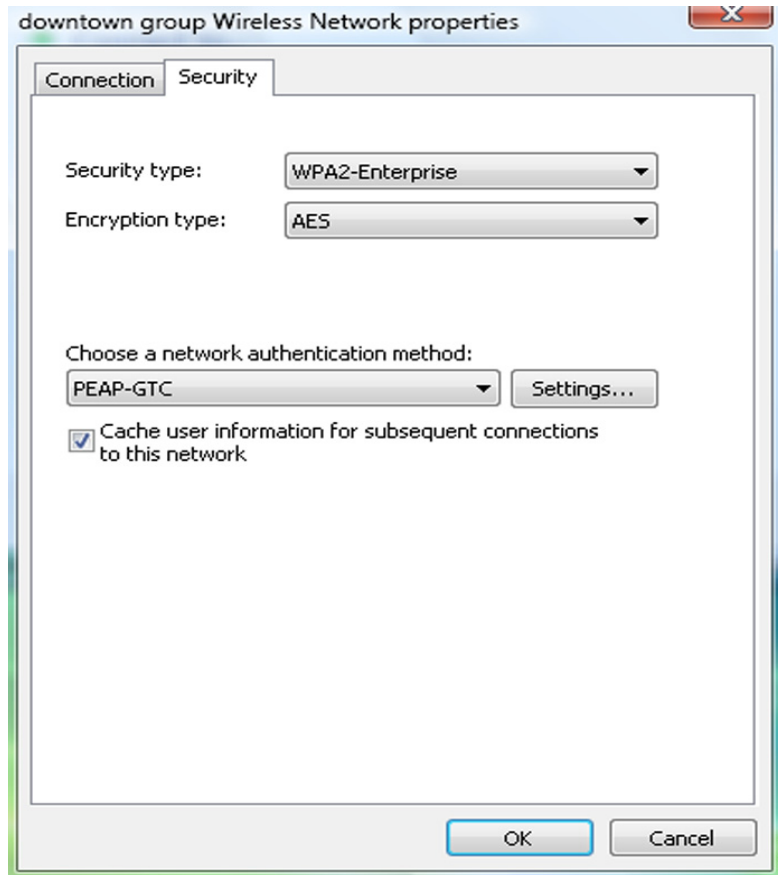 downtown group Wireless Network properties
Connection
Security
Security type:
WPA2-Enterprise
Encryption type:
AES
Choose a network authentication method:
PEAP-GTC
Settings...
Cache user information for subsequent connections
to this network
OK
Cancel